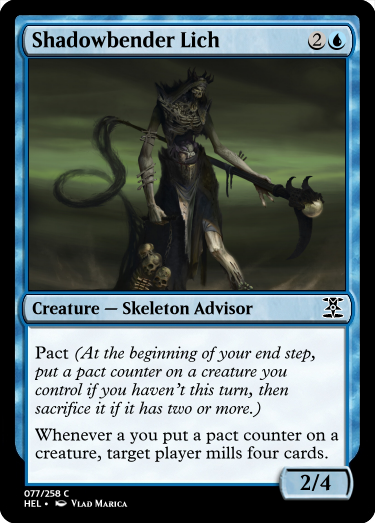 Shadowbender Lich 2
Creature — Skeleton Advisor
Pact (At the beginning of your end step,
put a pact counter on a creature you
control if you haven't this turn, then
sacrifice it if it has two or more.)
Whenever a you put a pact counter on a
creature, target player mills four cards.
2/4
077/258 C
HEL • Vlad Marica